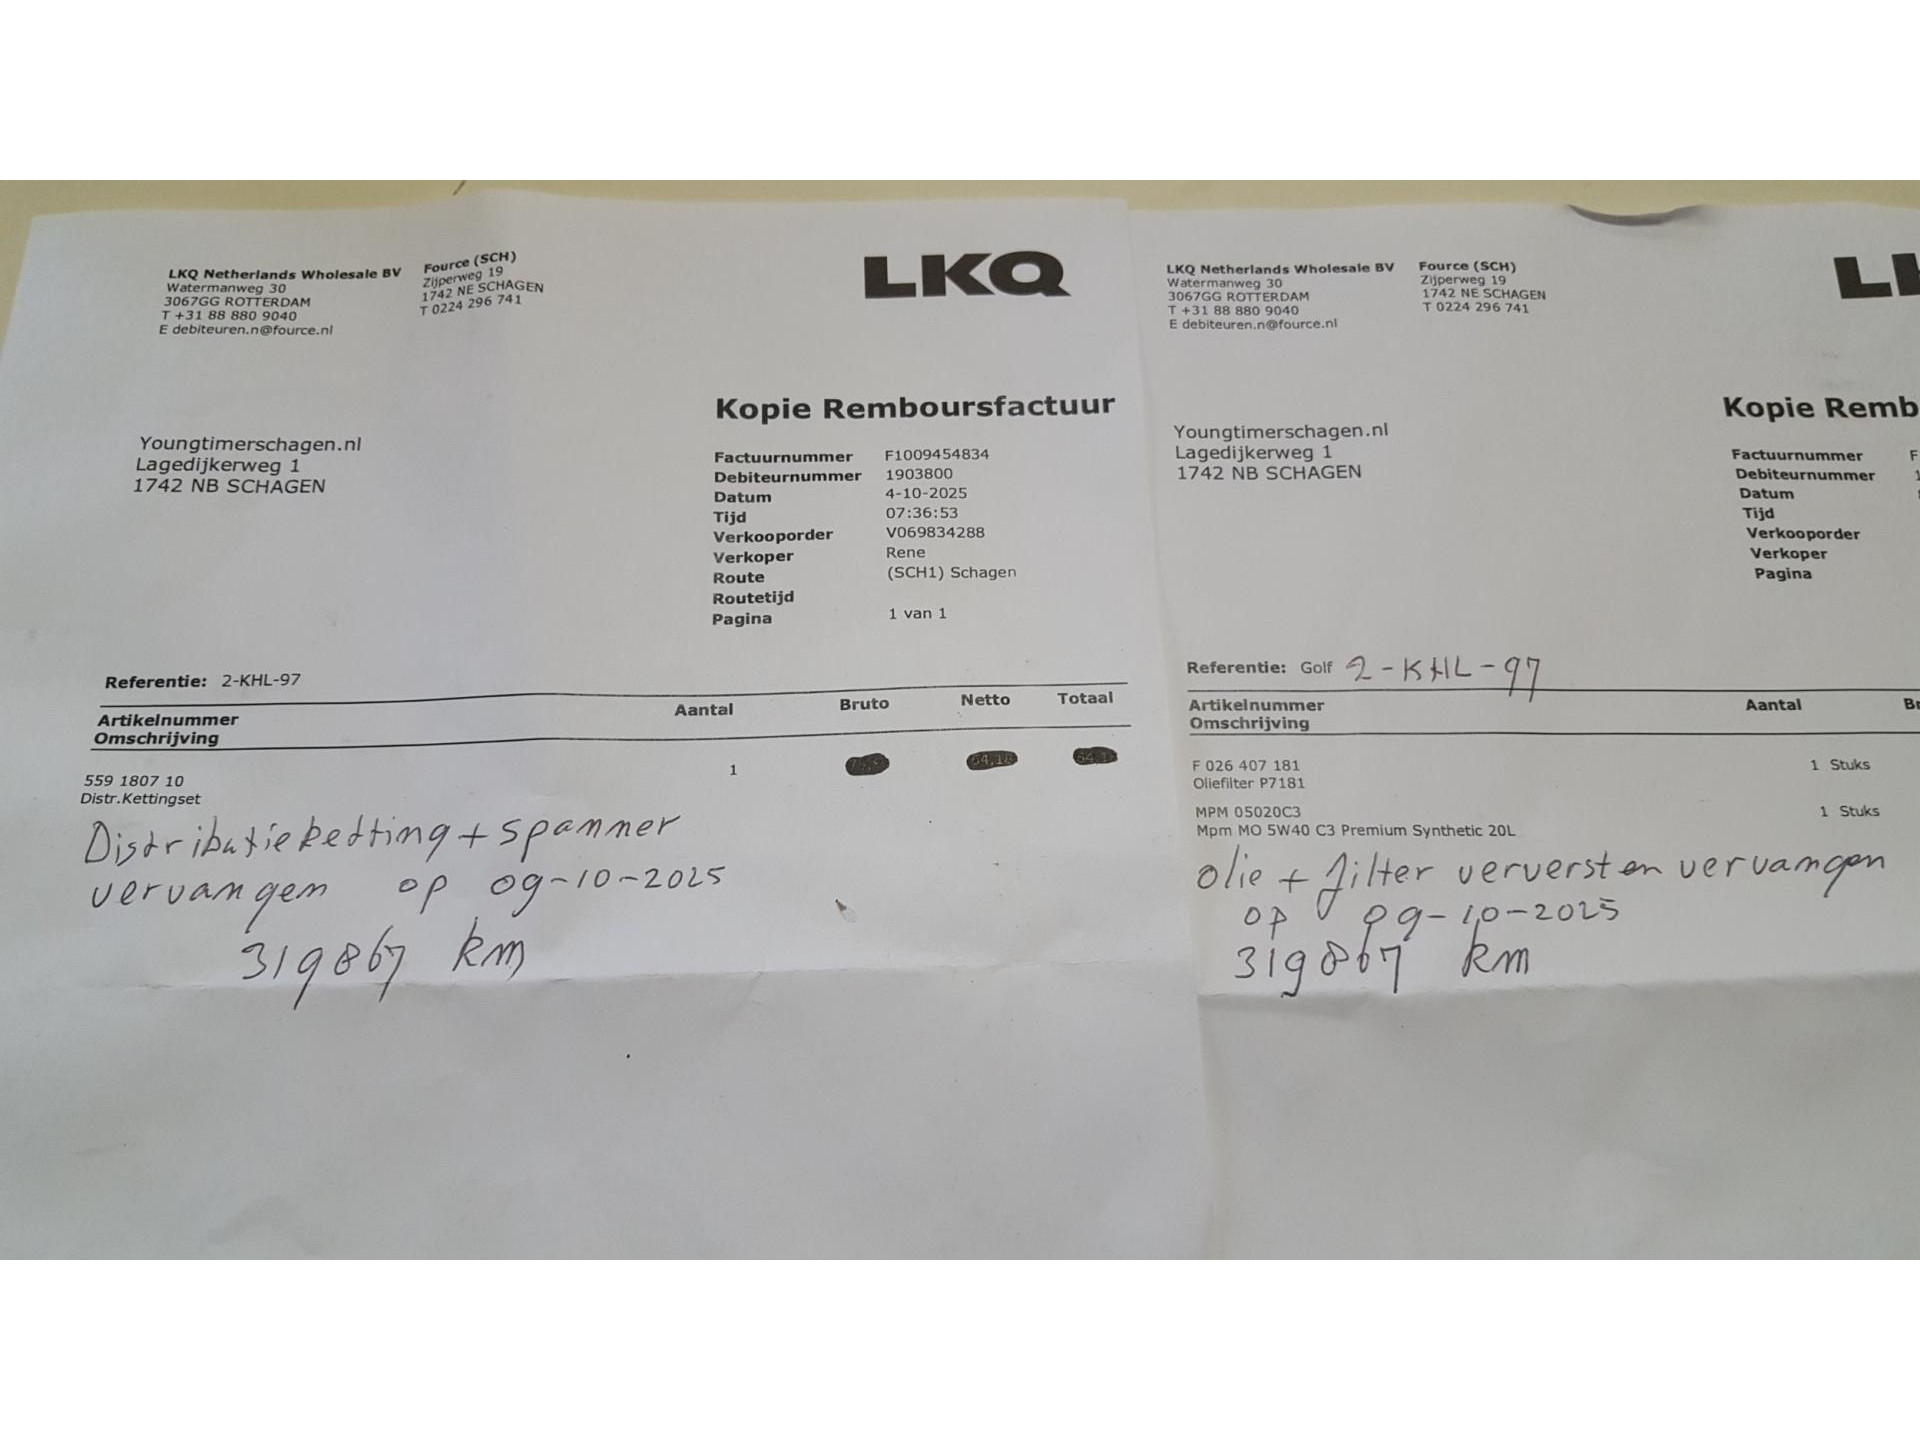 LKQ Netherlands Wholesale BV
Watermanweg 30
3067GG ROTTERDAM
T +31 88 880 9040
E debiteuren.n@fource.nl
Fource (SCH)
Zijperweg 19
1742 NE SCHAGEN
T 0224 296 741
LKQ
Kopie Remboursfactuur
Youngtimerschagen.nl
Lagedijkerweg 1
1742 NB SCHAGEN
Factuurnummer F1009454834
Debiteurnummer 1903800
Datum 4-10-2025
Tijd 07:36:53
Verkooporder V069834288
Verkoper Rene
Route (SCH1) Schagen
Routetijd
Pagina 1 van 1
Referentie: 2-KHL-97
Artikelnummer Aantal Bruto Netto Totaal
Omschrijving
559 1807 10 1
Distr.Kettingset
Distributieketting + spanner
vervangen op 09-10-2025
319867 km
LKQ Netherlands Wholesale BV
Watermanweg 30
3067GG ROTTERDAM
T +31 88 880 9040
E debiteuren.n@fource.nl
Fource (SCH)
Zijperweg 19
1742 NE SCHAGEN
T 0224 296 741
Kopie Remb
Youngtimerschagen.nl
Lagedijkerweg 1
1742 NB SCHAGEN
Factuurnummer F
Debiteurnummer 1
Datum
Tijd
Verkooporder
Verkoper
Pagina
Referentie: Golf 2-KHL-97
Artikelnummer Aantal
Omschrijving
F 026 407 181 1 Stuks
Oliefilter P7181
MPM 05020C3 1 Stuks
Mpm MO 5W40 C3 Premium Synthetic 20L
olie + filter ververst en vervangen
op 09-10-2025
319867 km